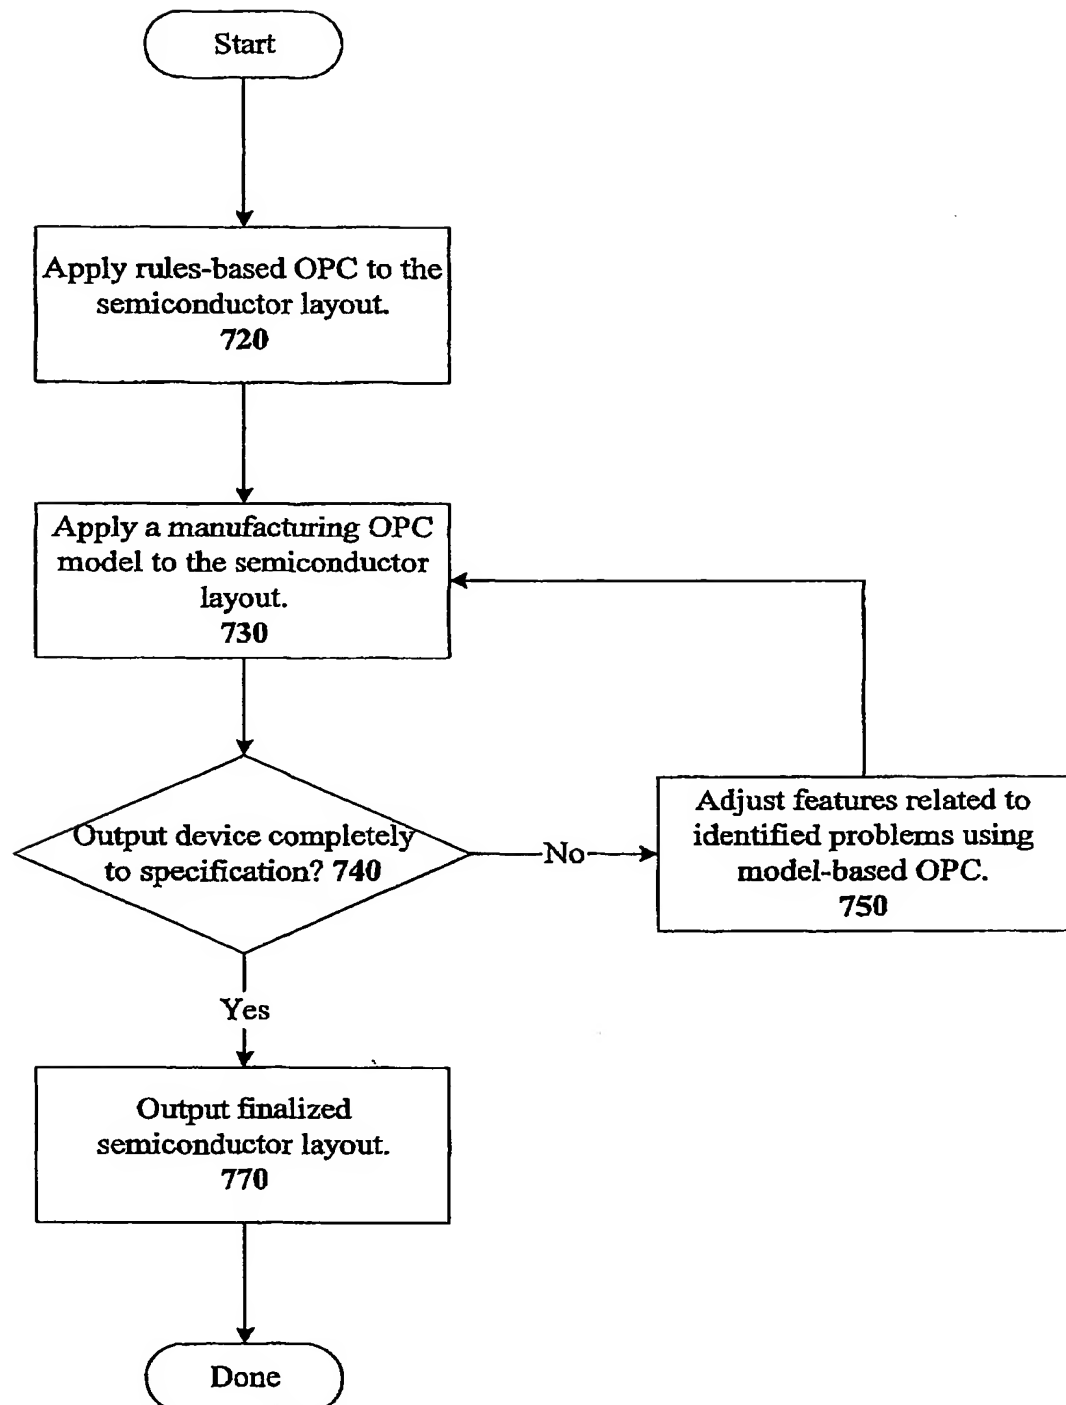 Start
Apply rules-based OPC to the
semiconductor layout.
720
Apply a manufacturing OPC
model to the semiconductor
layout.
730
Output device completely
to specification? 740
No
Adjust features related to
identified problems using
model-based OPC.
750
Yes
Output finalized
semiconductor layout.
770
Done